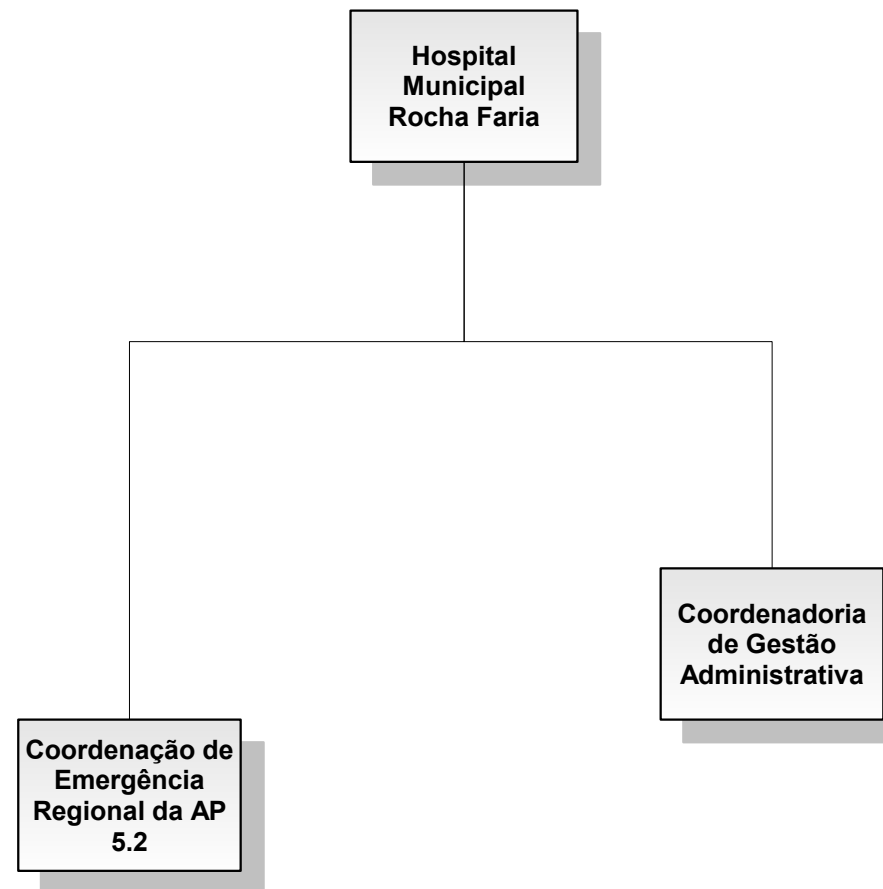 Hospital
Municipal
Rocha Faria
Coordenadoria
de Gestão
Administrativa
Coordenação de
Emergência
Regional da AP
5.2